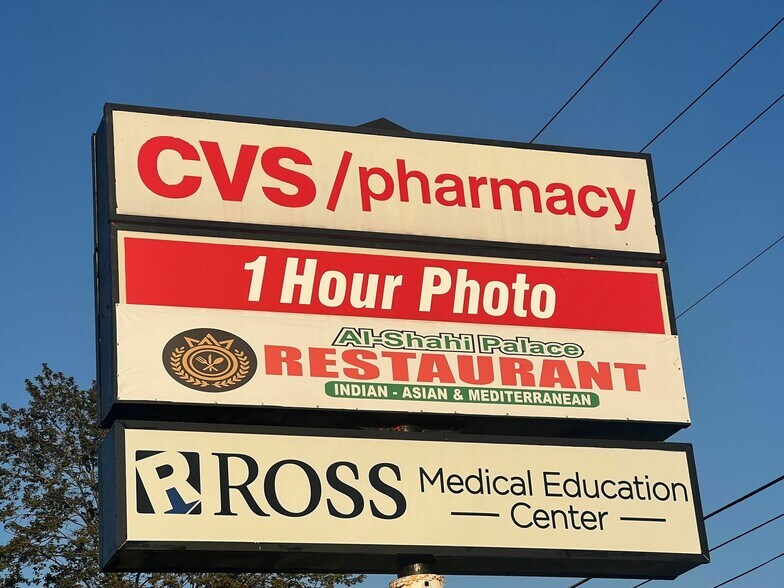 CVS/pharmacy
1 Hour Photo
Al-Shahi Palace
RESTAURANT
INDIAN - ASIAN & MEDITERRANEAN
R ROSS Medical Education
Center